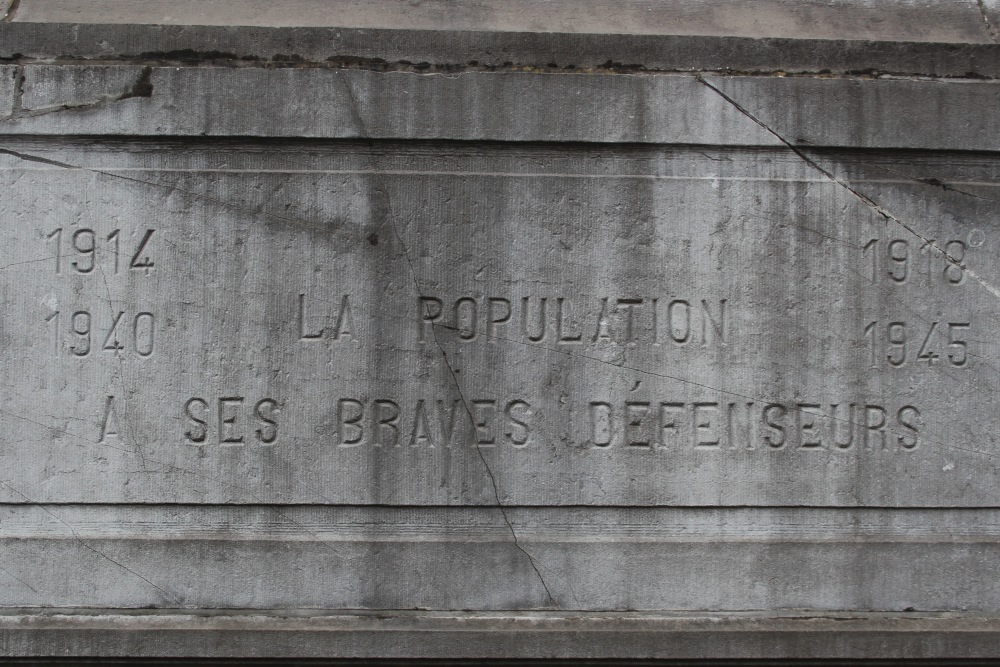 1914 1918
1940 LA POPULATION 1945
A SES BRAVES DÉFENSEURS